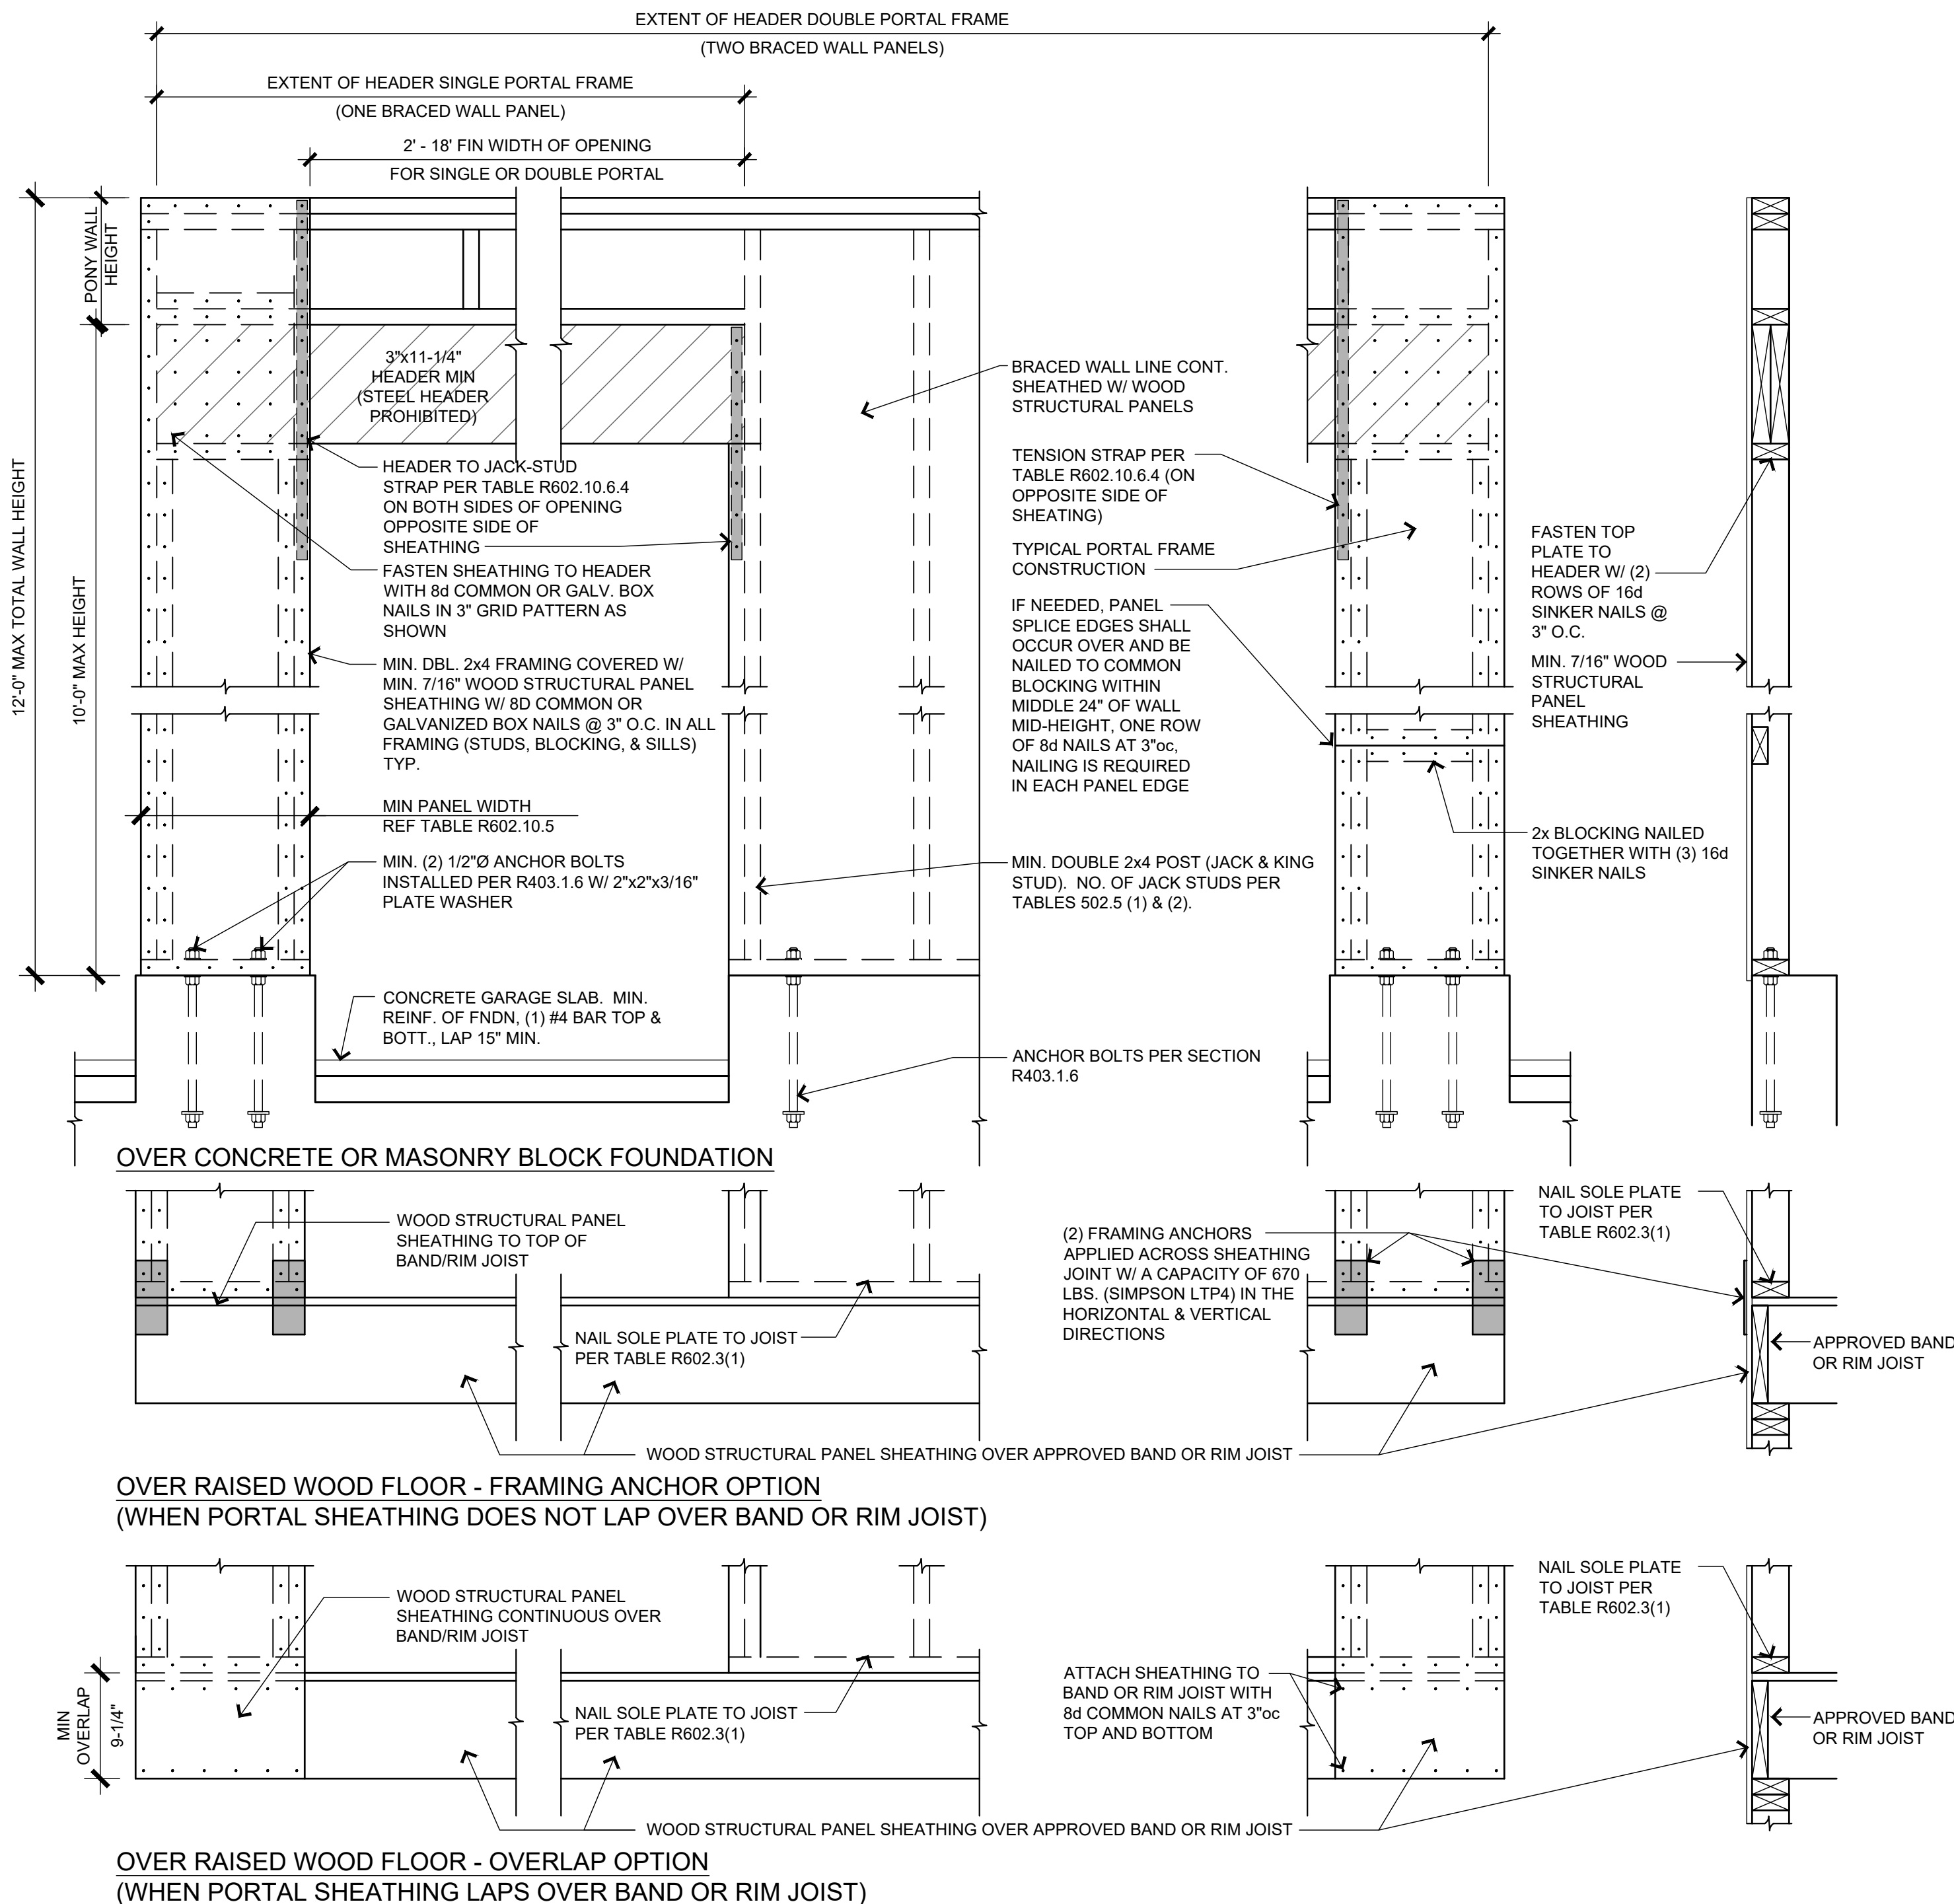 EXTENT OF HEADER DOUBLE PORTAL FRAME
(TWO BRACED WALL PANELS)
EXTENT OF HEADER SINGLE PORTAL FRAME
(ONE BRACED WALL PANEL)
2' - 18' FIN WIDTH OF OPENING
FOR SINGLE OR DOUBLE PORTAL
12'-0" MAX TOTAL WALL HEIGHT
PONY WALL
HEIGHT
10'-0" MAX HEIGHT
3"x11-1/4"
HEADER MIN
(STEEL HEADER
PROHIBITED)
HEADER TO JACK-STUD
STRAP PER TABLE R602.10.6.4
ON BOTH SIDES OF OPENING
OPPOSITE SIDE OF
SHEATHING
FASTEN SHEATHING TO HEADER
WITH 8d COMMON OR GALV. BOX
NAILS IN 3" GRID PATTERN AS
SHOWN
MIN. DBL. 2x4 FRAMING COVERED W/
MIN. 7/16" WOOD STRUCTURAL PANEL
SHEATHING W/ 8D COMMON OR
GALVANIZED BOX NAILS @ 3" O.C. IN ALL
FRAMING (STUDS, BLOCKING, & SILLS)
TYP.
MIN PANEL WIDTH
REF TABLE R602.10.5
MIN. (2) 1/2"Ø ANCHOR BOLTS
INSTALLED PER R403.1.6 W/ 2"x2"x3/16"
PLATE WASHER
CONCRETE GARAGE SLAB. MIN.
REINF. OF FNDN, (1) #4 BAR TOP &
BOTT., LAP 15" MIN.
BRACED WALL LINE CONT.
SHEATHED W/ WOOD
STRUCTURAL PANELS
TENSION STRAP PER
TABLE R602.10.6.4 (ON
OPPOSITE SIDE OF
SHEATING)
TYPICAL PORTAL FRAME
CONSTRUCTION
IF NEEDED, PANEL
SPLICE EDGES SHALL
OCCUR OVER AND BE
NAILED TO COMMON
BLOCKING WITHIN
MIDDLE 24" OF WALL
MID-HEIGHT, ONE ROW
OF 8d NAILS AT 3"oc,
NAILING IS REQUIRED
IN EACH PANEL EDGE
MIN. DOUBLE 2x4 POST (JACK & KING
STUD). NO. OF JACK STUDS PER
TABLES 502.5 (1) & (2).
ANCHOR BOLTS PER SECTION
R403.1.6
FASTEN TOP
PLATE TO
HEADER W/ (2)
ROWS OF 16d
SINKER NAILS @
3" O.C.
MIN. 7/16" WOOD
STRUCTURAL
PANEL
SHEATHING
2x BLOCKING NAILED
TOGETHER WITH (3) 16d
SINKER NAILS
OVER CONCRETE OR MASONRY BLOCK FOUNDATION
WOOD STRUCTURAL PANEL
SHEATHING TO TOP OF
BAND/RIM JOIST
NAIL SOLE PLATE TO JOIST
PER TABLE R602.3(1)
(2) FRAMING ANCHORS
APPLIED ACROSS SHEATHING
JOINT W/ A CAPACITY OF 670
LBS. (SIMPSON LTP4) IN THE
HORIZONTAL & VERTICAL
DIRECTIONS
NAIL SOLE PLATE
TO JOIST PER
TABLE R602.3(1)
APPROVED BAND
OR RIM JOIST
WOOD STRUCTURAL PANEL SHEATHING OVER APPROVED BAND OR RIM JOIST
OVER RAISED WOOD FLOOR - FRAMING ANCHOR OPTION
(WHEN PORTAL SHEATHING DOES NOT LAP OVER BAND OR RIM JOIST)
WOOD STRUCTURAL PANEL
SHEATHING CONTINUOUS OVER
BAND/RIM JOIST
MIN
OVERLAP
9-1/4"
NAIL SOLE PLATE TO JOIST
PER TABLE R602.3(1)
ATTACH SHEATHING TO
BAND OR RIM JOIST WITH
8d COMMON NAILS AT 3"oc
TOP AND BOTTOM
NAIL SOLE PLATE
TO JOIST PER
TABLE R602.3(1)
APPROVED BAND
OR RIM JOIST
WOOD STRUCTURAL PANEL SHEATHING OVER APPROVED BAND OR RIM JOIST
OVER RAISED WOOD FLOOR - OVERLAP OPTION
(WHEN PORTAL SHEATHING LAPS OVER BAND OR RIM JOIST)